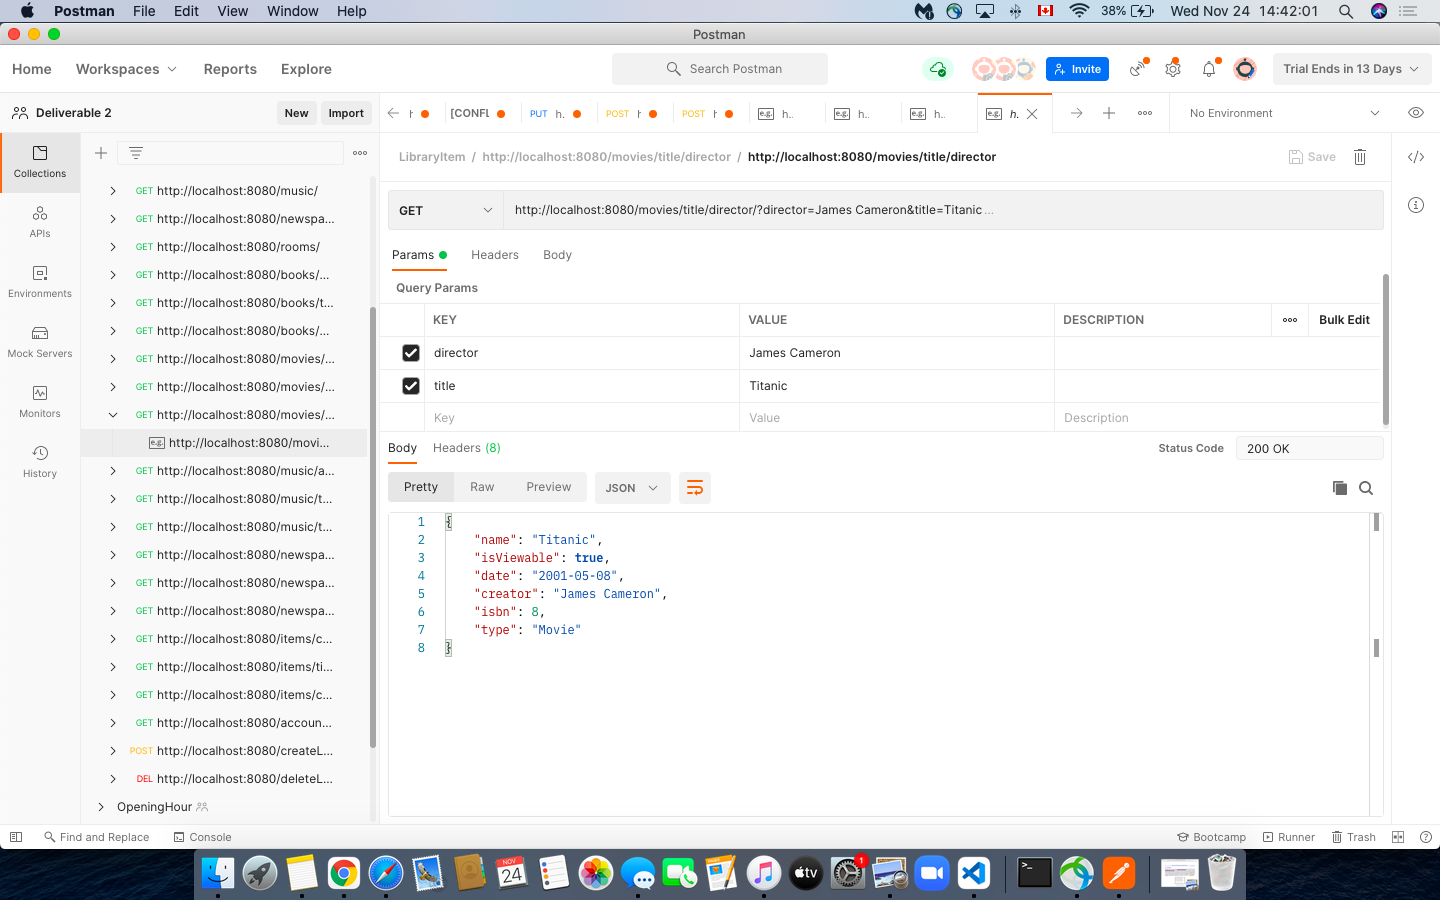 Postman File Edit View Window Help 38% Wed Nov 24 14:42:01
Postman
Home Workspaces Reports Explore Search Postman Invite Trial Ends in 13 Days
Deliverable 2 New Import h [CONFL PUT h. POST h POST h e.g. h.. e.g. h.. e.g. h.. e.g. h. No Environment
Collections
APIs
Environments
Mock Servers
Monitors
History
GET http://localhost:8080/music/
GET http://localhost:8080/newspa...
GET http://localhost:8080/rooms/
GET http://localhost:8080/books/...
GET http://localhost:8080/books/t...
GET http://localhost:8080/books/...
GET http://localhost:8080/movies/...
GET http://localhost:8080/movies/...
GET http://localhost:8080/movies/...
e.g. http://localhost:8080/movi...
GET http://localhost:8080/music/a...
GET http://localhost:8080/music/t...
GET http://localhost:8080/music/t...
GET http://localhost:8080/newspa...
GET http://localhost:8080/newspa...
GET http://localhost:8080/newspa...
GET http://localhost:8080/items/c...
GET http://localhost:8080/items/ti...
GET http://localhost:8080/items/c...
GET http://localhost:8080/accoun...
POST http://localhost:8080/createL...
DEL http://localhost:8080/deleteL...
OpeningHour
LibraryItem / http://localhost:8080/movies/title/director / http://localhost:8080/movies/title/director Save
GET http://localhost:8080/movies/title/director/?director=James Cameron&title=Titanic ...
Params Headers Body
Query Params
KEY VALUE DESCRIPTION Bulk Edit
director James Cameron
title Titanic
Key Value Description
Body Headers (8) Status Code 200 OK
Pretty Raw Preview JSON
1 {
2 "name": "Titanic",
3 "isViewable": true,
4 "date": "2001-05-08",
5 "creator": "James Cameron",
6 "isbn": 8,
7 "type": "Movie"
8 }
Find and Replace Console Bootcamp Runner Trash
NOV
24
tv
1